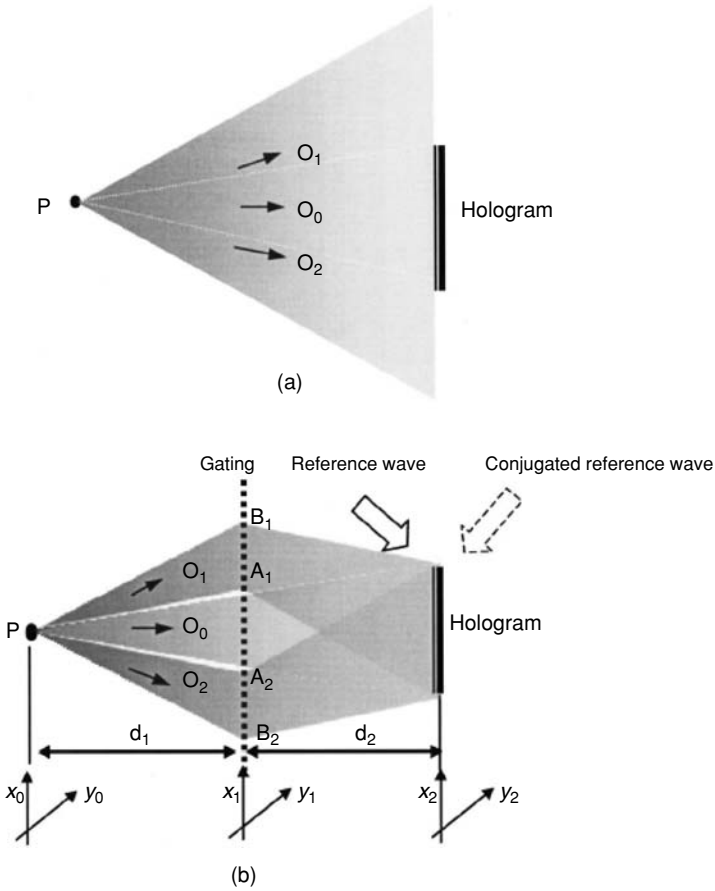 O₁
P
O₀
Hologram
O₂
(a)
Gating Reference wave Conjugated reference wave
B₁
O₁ A₁
P O₀ Hologram
O₂ A₂
d₁ B₂ d₂
x₀ y₀ x₁ y₁ x₂ y₂
(b)